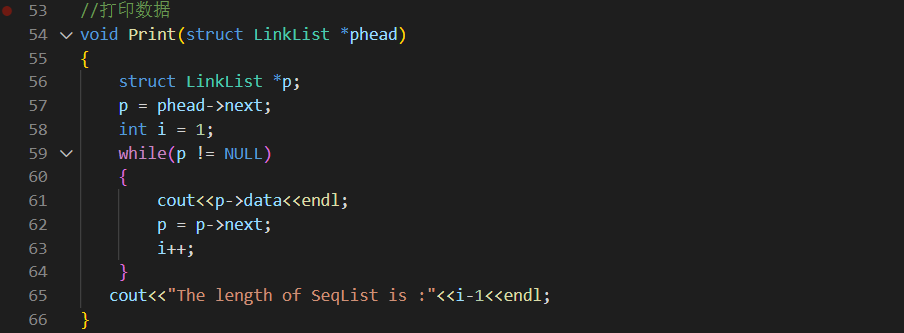 53 //打印数据
54 void Print(struct LinkList *phead)
55 {
56     struct LinkList *p;
57     p = phead->next;
58     int i = 1;
59     while(p != NULL)
60     {
61         cout<<p->data<<endl;
62         p = p->next;
63         i++;
64     }
65    cout<<"The length of SeqList is :"<<i-1<<endl;
66 }